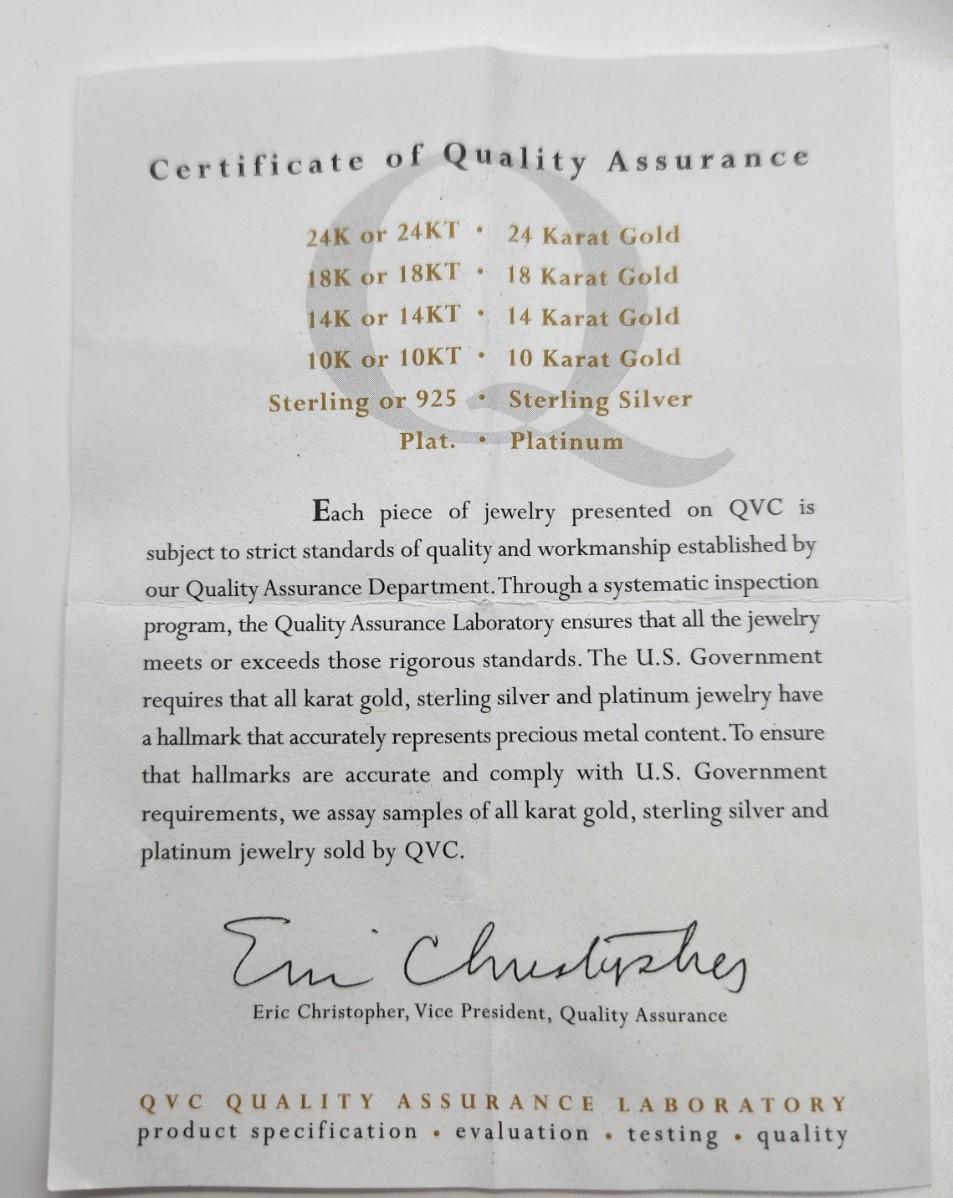 Certificate of Quality Assurance
24K or 24KT • 24 Karat Gold
18K or 18KT • 18 Karat Gold
14K or 14KT • 14 Karat Gold
10K or 10KT • 10 Karat Gold
Sterling or 925 • Sterling Silver
Plat. • Platinum
Each piece of jewelry presented on QVC is
subject to strict standards of quality and workmanship established by
our Quality Assurance Department. Through a systematic inspection
program, the Quality Assurance Laboratory ensures that all the jewelry
meets or exceeds those rigorous standards. The U.S. Government
requires that all karat gold, sterling silver and platinum jewelry have
a hallmark that accurately represents precious metal content. To ensure
that hallmarks are accurate and comply with U.S. Government
requirements, we assay samples of all karat gold, sterling silver and
platinum jewelry sold by QVC.
Eric Christopher
Eric Christopher, Vice President, Quality Assurance
QVC QUALITY ASSURANCE LABORATORY
product specification • evaluation • testing • quality